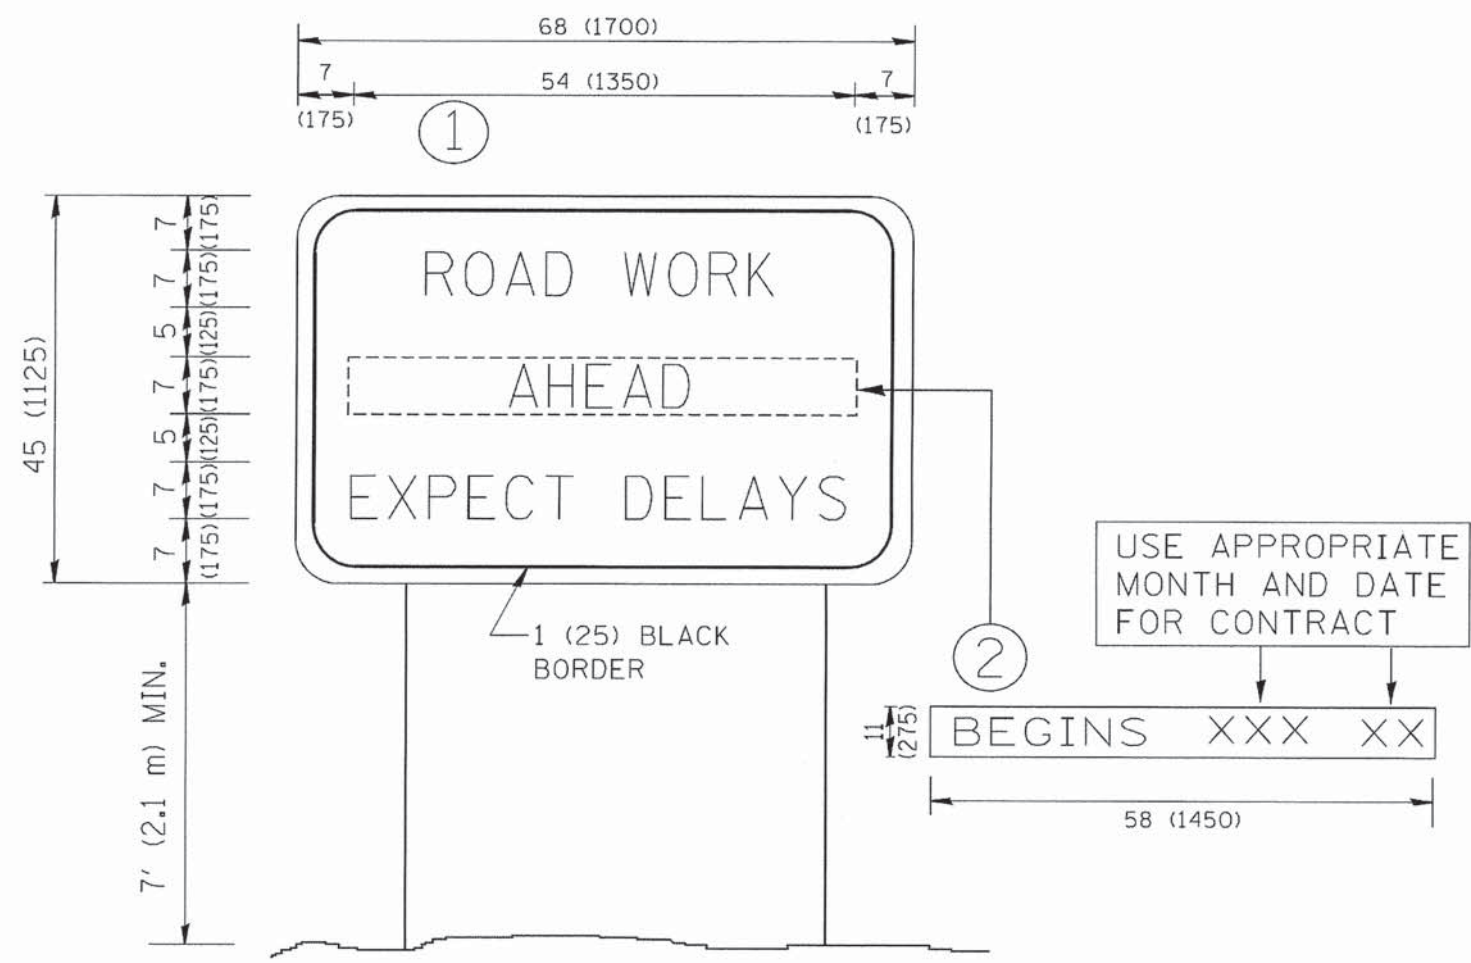 68 (1700)
7
54 (1350)
7
(175)
(175)
1
45 (1125)
7
(175)
7
(175)
5
(125)
7
(175)
5
(125)
7
(175)
7
(175)
ROAD WORK
AHEAD
EXPECT DELAYS
1 (25) BLACK
BORDER
7' (2.1 m) MIN.
2
USE APPROPRIATE
MONTH AND DATE
FOR CONTRACT
11
(275)
BEGINS XXX XX
58 (1450)